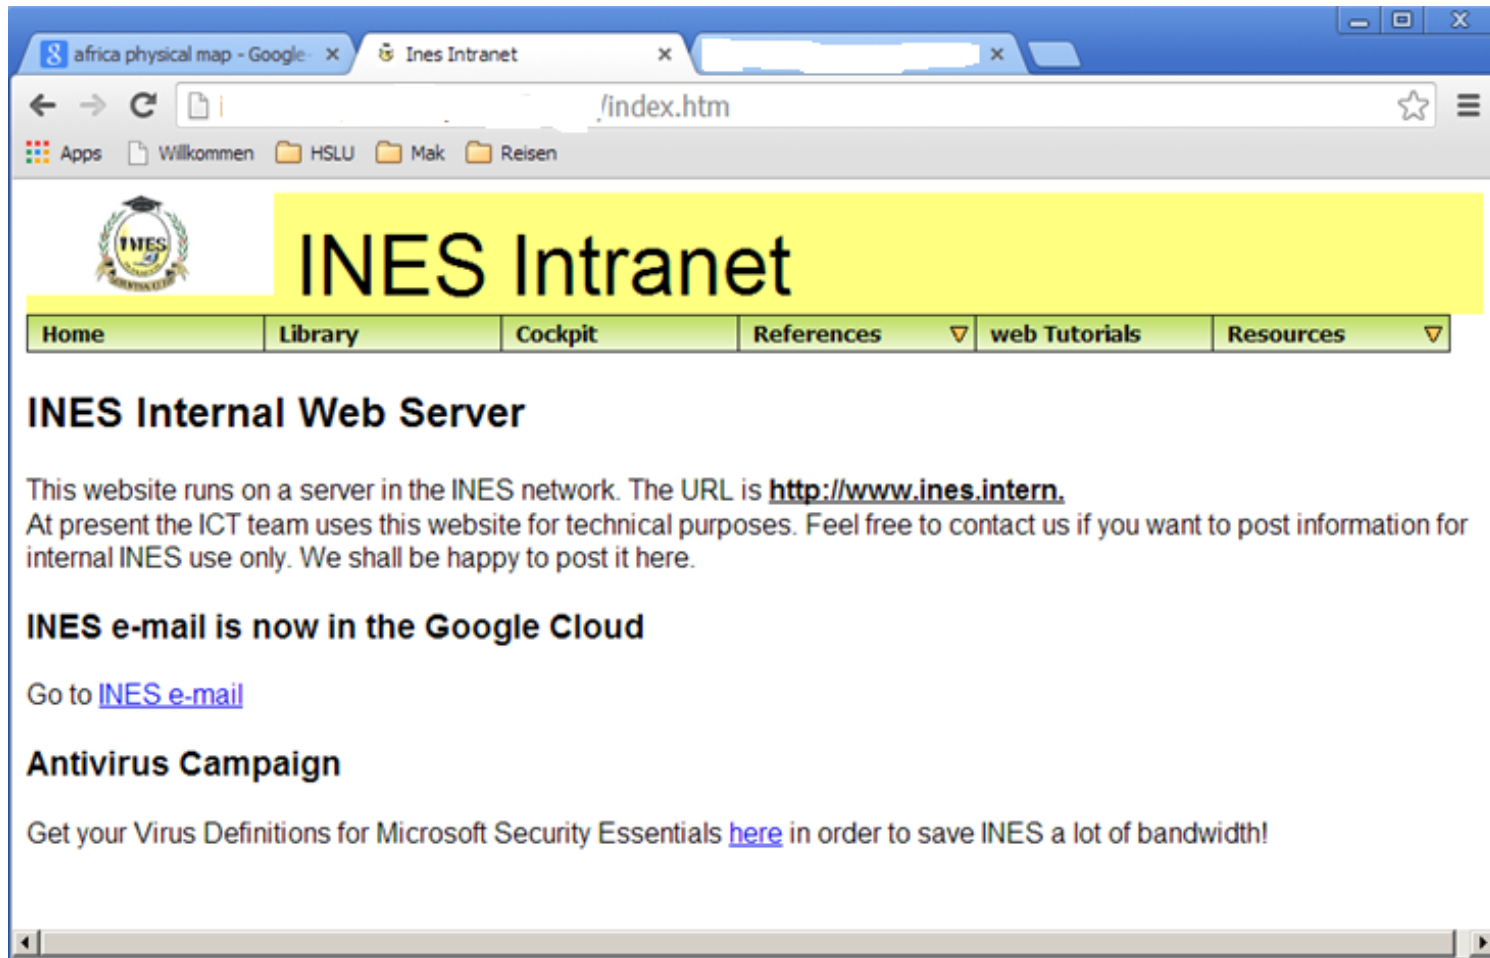 africa physical map - Google
Ines Intranet
/index.htm
Apps Willkommen HSLU Mak Reisen
INES
INES Intranet
Home Library Cockpit References web Tutorials Resources
INES Internal Web Server
This website runs on a server in the INES network. The URL is http://www.ines.intern.
At present the ICT team uses this website for technical purposes. Feel free to contact us if you want to post information for
internal INES use only. We shall be happy to post it here.
INES e-mail is now in the Google Cloud
Go to INES e-mail
Antivirus Campaign
Get your Virus Definitions for Microsoft Security Essentials here in order to save INES a lot of bandwidth!